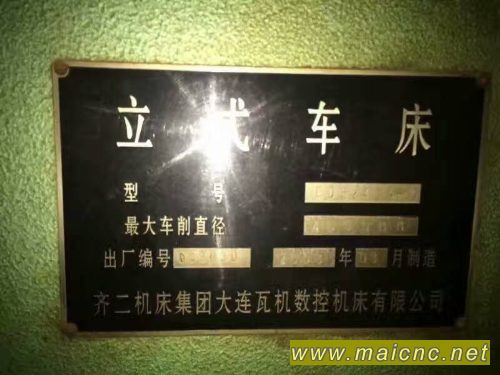 立式车床
型 号
最大车削直径
出厂编号 年 月制造
齐二机床集团大连瓦机数控机床有限公司
www.maicnc.net